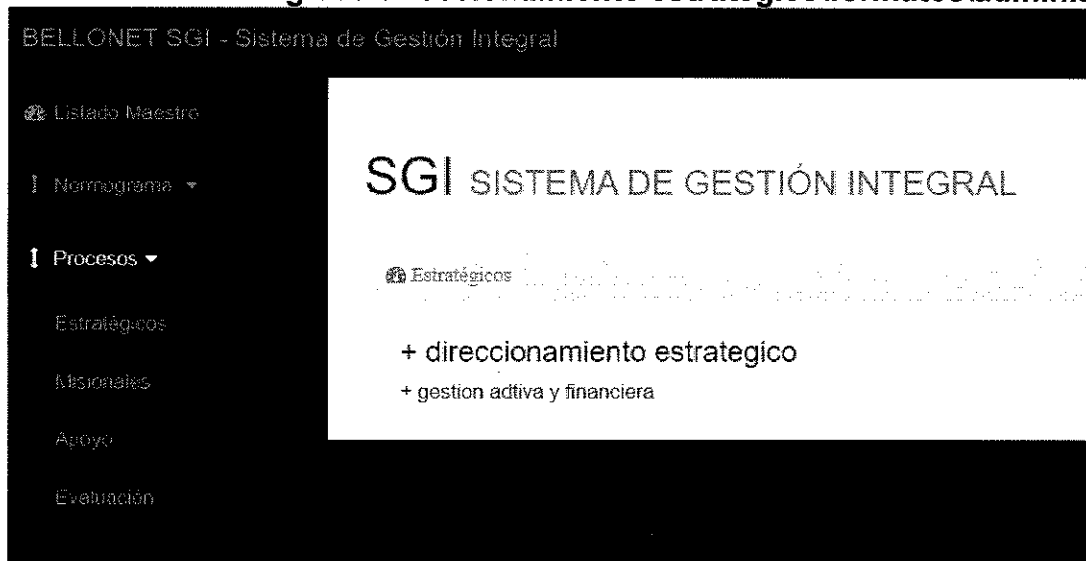 estrategicos
BELLONET SGI - Sistema de Gestión Integral
Listado Maestro
Normograma
Procesos
Estratégicos
Misionales
Apoyo
Evaluación
SGI SISTEMA DE GESTIÓN INTEGRAL
Estratégicos
+ direccionamiento estrategico
+ gestion adtiva y financiera